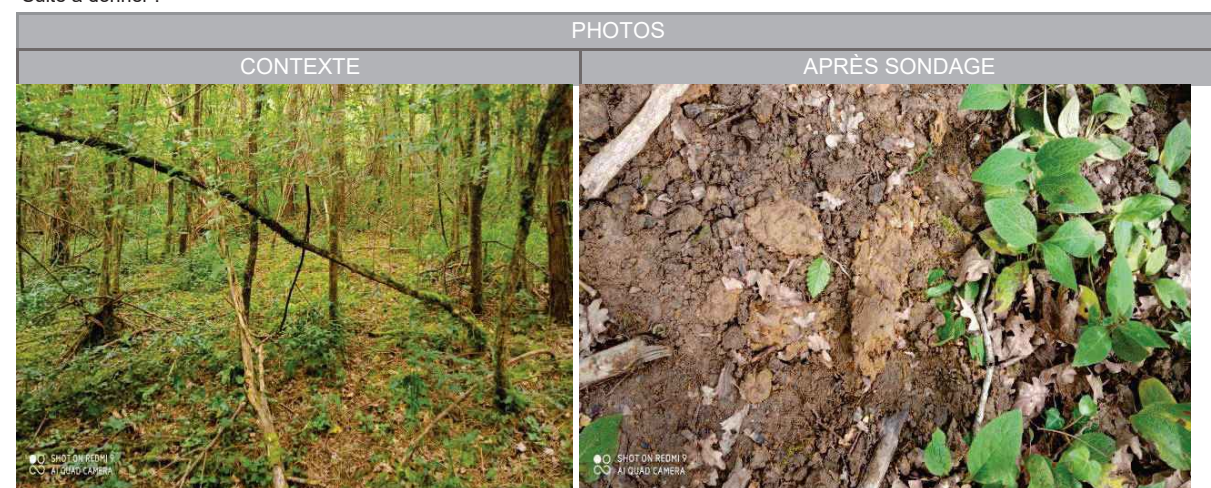 Suite à donner :
PHOTOS
CONTEXTE
APRÈS SONDAGE
SHOT ON REDMI 9
AI QUAD CAMERA
SHOT ON REDMI 9
AI QUAD CAMERA